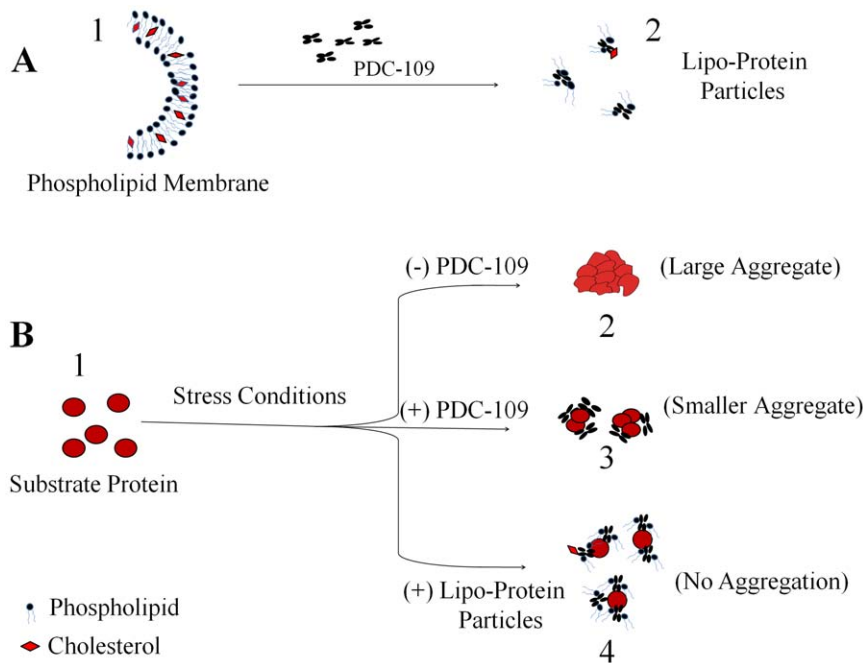 1
2
A
PDC-109
Lipo-Protein
Particles
Phospholipid Membrane
(-) PDC-109
(Large Aggregate)
2
B
1
Stress Conditions
(+) PDC-109
(Smaller Aggregate)
3
Substrate Protein
(+) Lipo-Protein
Particles
(No Aggregation)
4
Phospholipid
Cholesterol